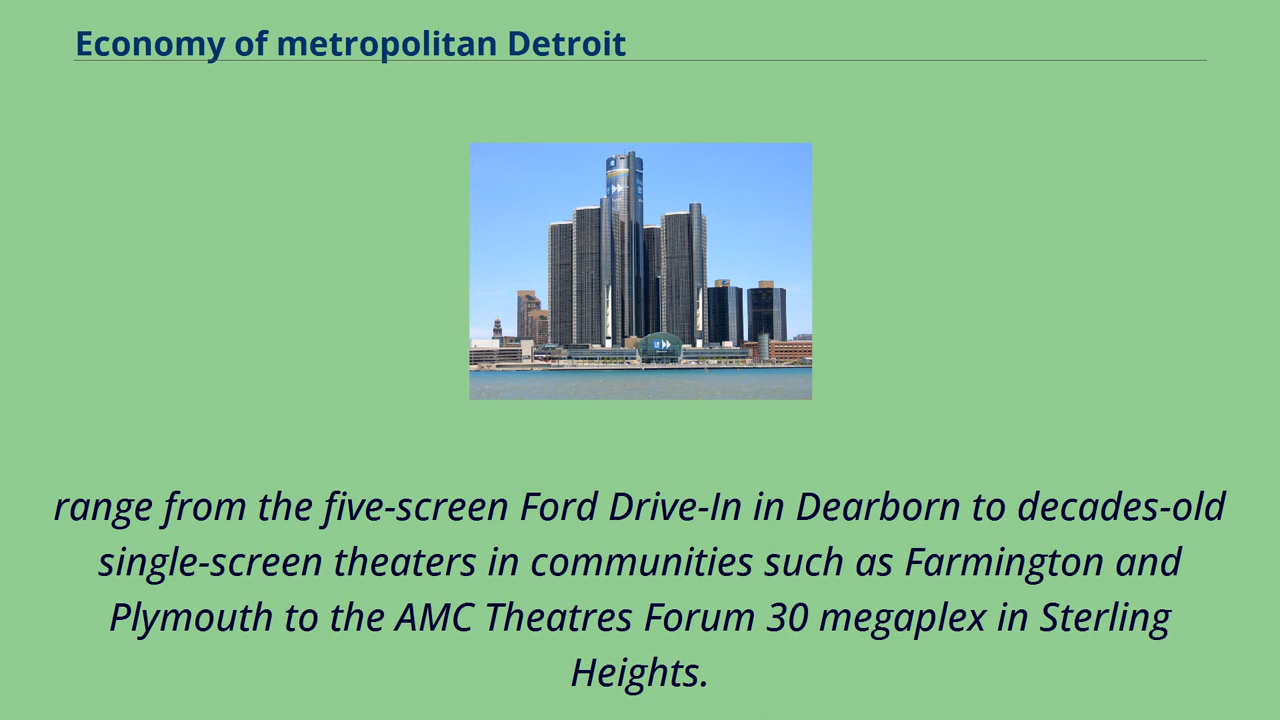 Economy of metropolitan Detroit
range from the five-screen Ford Drive-In in Dearborn to decades-old
single-screen theaters in communities such as Farmington and
Plymouth to the AMC Theatres Forum 30 megaplex in Sterling
Heights.